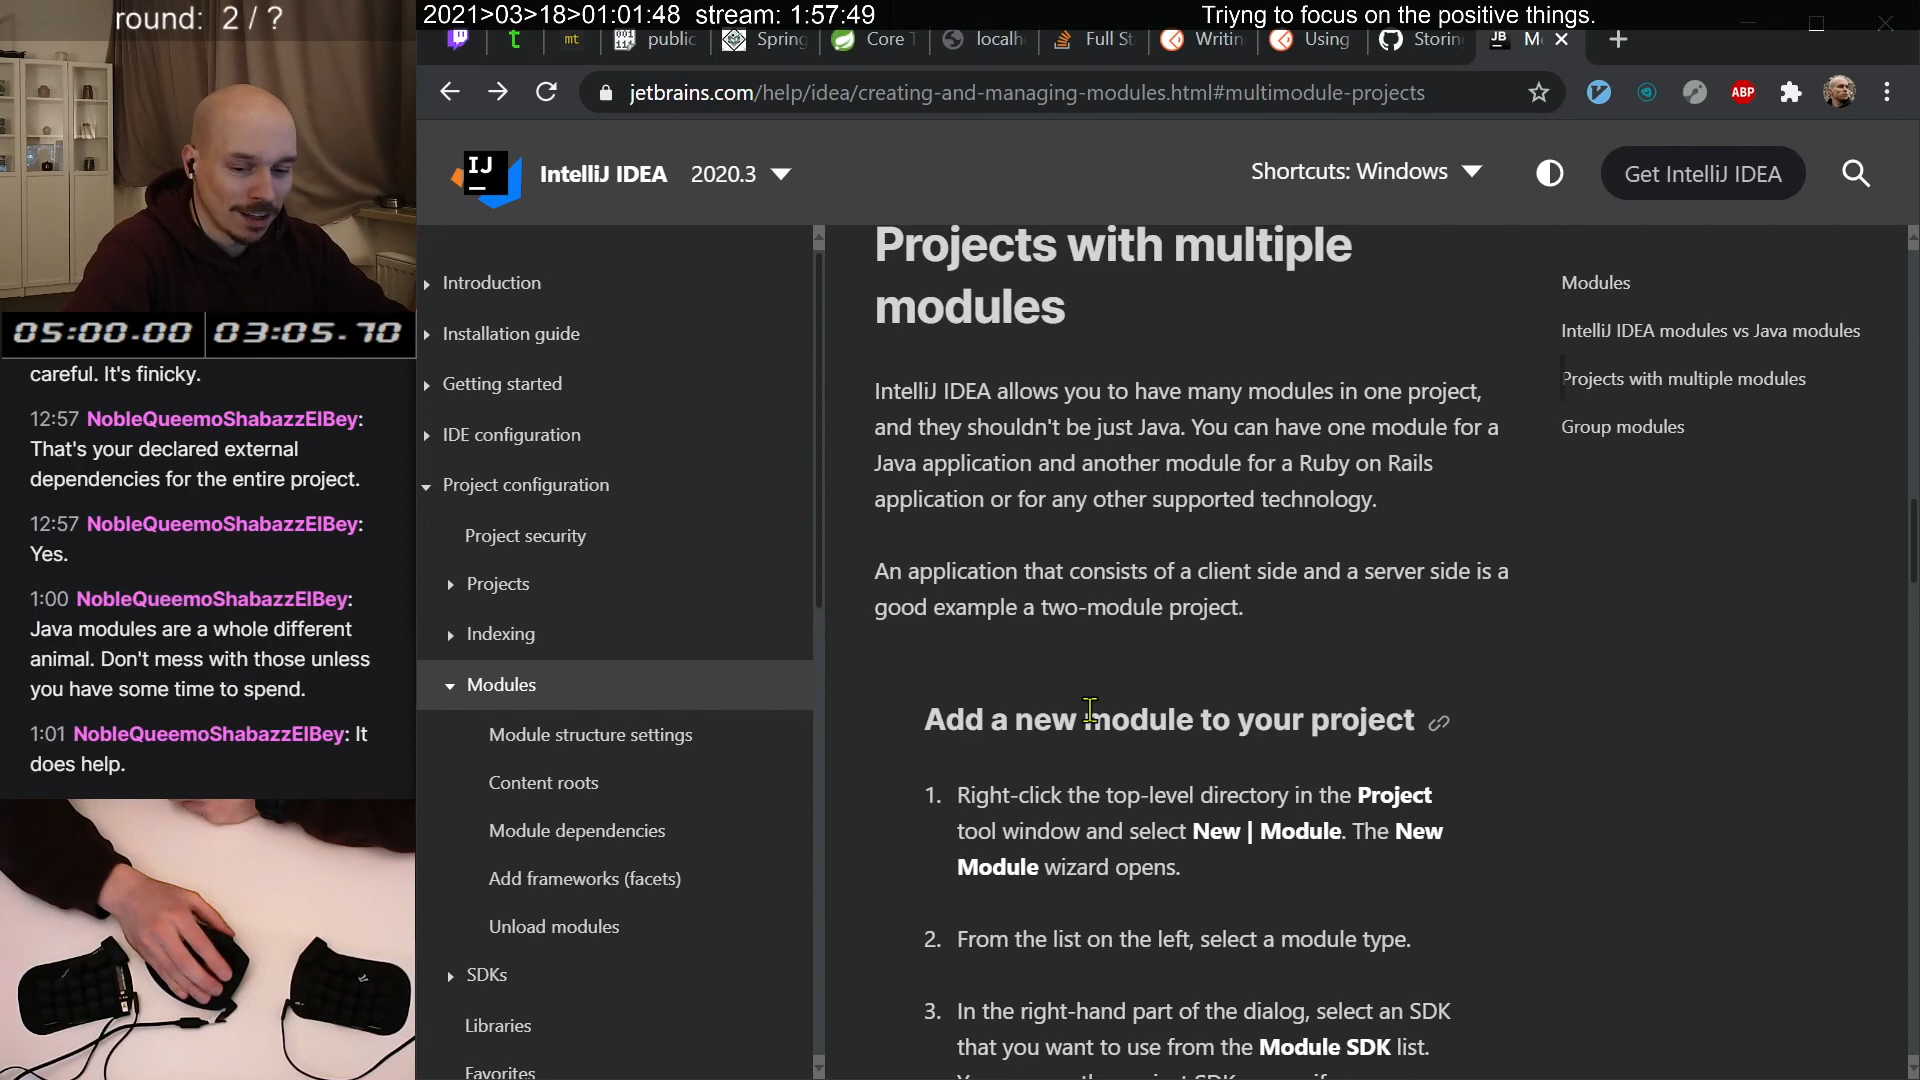 round: 2 / ?
2021>03>18>01:01:48 stream: 1:57:49
Triyng to focus on the positive things.
t
mt
public
Spring
Core T
localh
Full St
Writin
Using
Storin
JB
jetbrains.com/help/idea/creating-and-managing-modules.html#multimodule-projects
ABP
IJ
IntelliJ IDEA
2020.3
Shortcuts: Windows
Get IntelliJ IDEA
05:00.00
03:05.70
careful. It's finicky.
12:57 NobleQueemoShabazzElBey:
That's your declared external
dependencies for the entire project.
12:57 NobleQueemoShabazzElBey:
Yes.
1:00 NobleQueemoShabazzElBey:
Java modules are a whole different
animal. Don't mess with those unless
you have some time to spend.
1:01 NobleQueemoShabazzElBey: It
does help.
Introduction
Installation guide
Getting started
IDE configuration
Project configuration
Project security
Projects
Indexing
Modules
Module structure settings
Content roots
Module dependencies
Add frameworks (facets)
Unload modules
SDKs
Libraries
Favorites
Projects with multiple
modules
IntelliJ IDEA allows you to have many modules in one project,
and they shouldn't be just Java. You can have one module for a
Java application and another module for a Ruby on Rails
application or for any other supported technology.
An application that consists of a client side and a server side is a
good example a two-module project.
Add a new module to your project
1. Right-click the top-level directory in the Project
tool window and select New | Module. The New
Module wizard opens.
2. From the list on the left, select a module type.
3. In the right-hand part of the dialog, select an SDK
that you want to use from the Module SDK list.
Modules
IntelliJ IDEA modules vs Java modules
Projects with multiple modules
Group modules